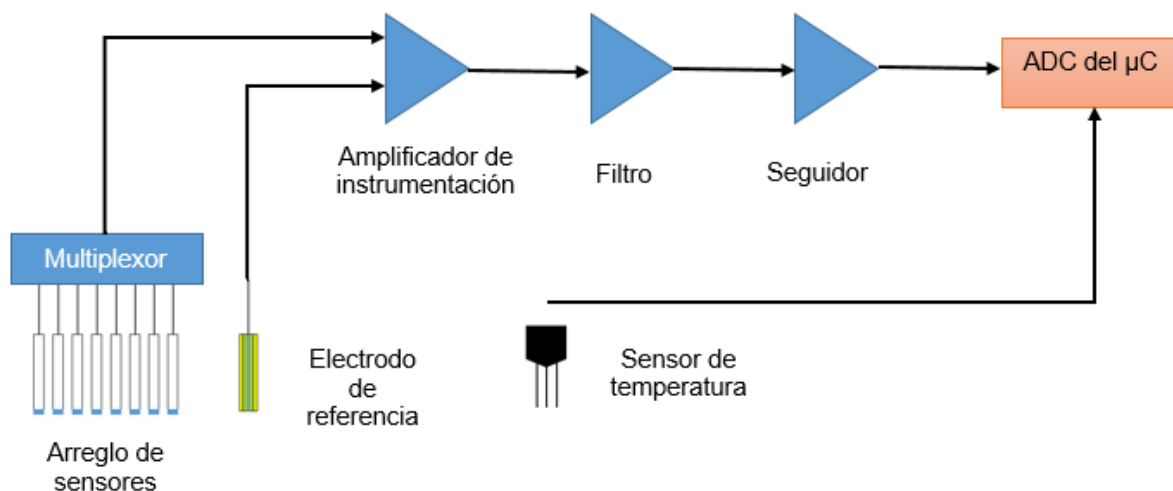 ADC del µC
Amplificador de
instrumentación
Filtro
Seguidor
Multiplexor
Electrodo
de
referencia
Sensor de
temperatura
Arreglo de
sensores